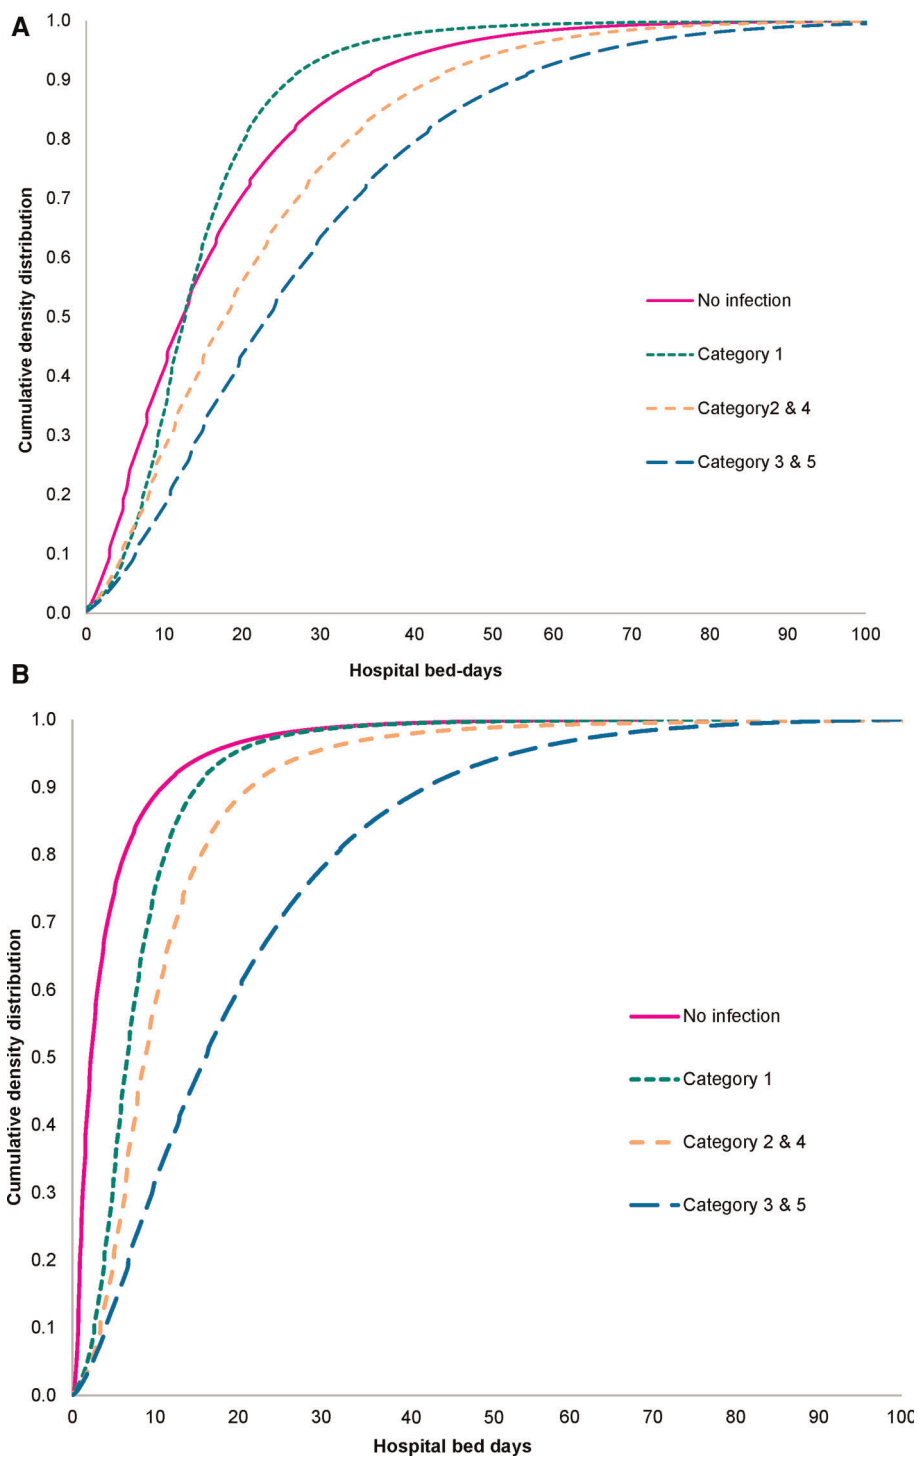 A
1.0
0.9
0.8
0.7
0.6
0.5
0.4
0.3
0.2
0.1
0.0
Cumulative density distribution
No infection
Category 1
Category2 & 4
Category 3 & 5
0 10 20 30 40 50 60 70 80 90 100
Hospital bed-days
B
1.0
0.9
0.8
0.7
0.6
0.5
0.4
0.3
0.2
0.1
0.0
Cumulative density distribution
No infection
Category 1
Category 2 & 4
Category 3 & 5
0 10 20 30 40 50 60 70 80 90 100
Hospital bed days